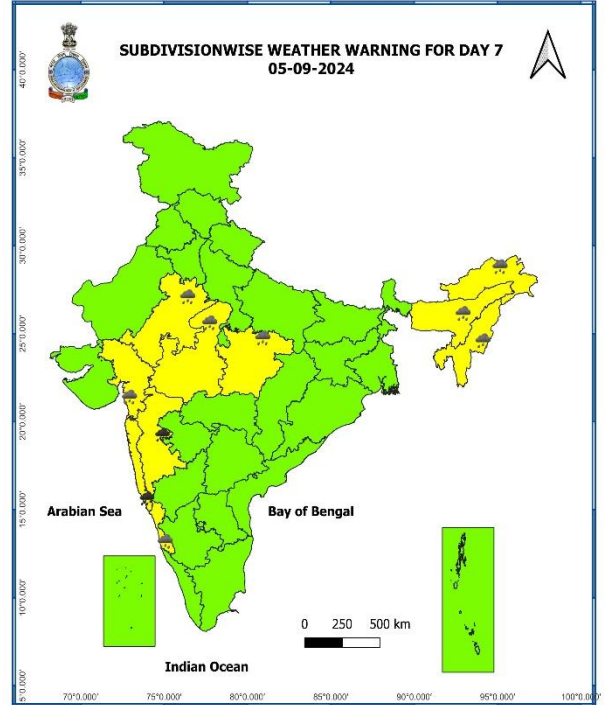 SUBDIVISIONWISE WEATHER WARNING FOR DAY 7
05-09-2024
40°0.000'
35°0.000'
30°0.000'
25°0.000'
20°0.000'
15°0.000'
10°0.000'
5°0.000'
Arabian Sea
Bay of Bengal
0 250 500 km
Indian Ocean
70°0.000' 75°0.000' 80°0.000' 85°0.000' 90°0.000' 95°0.000' 100°0.000'